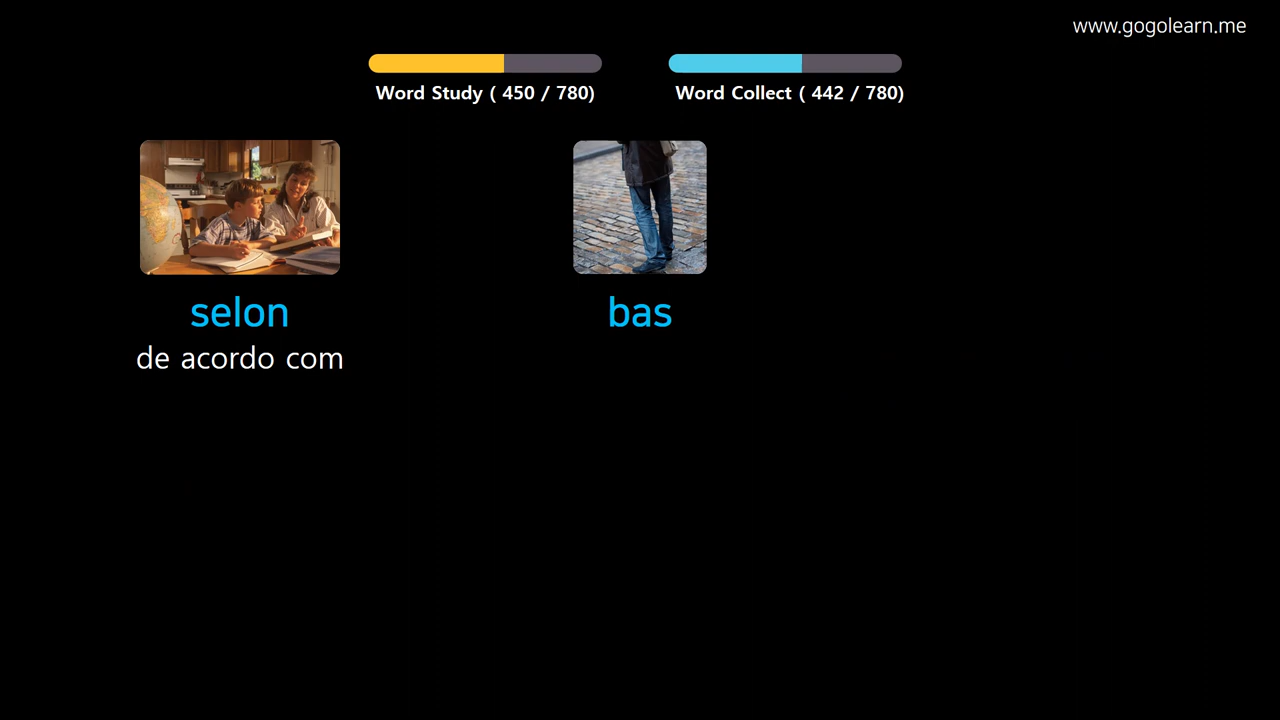 www.gogolearn.me
Word Study ( 450 / 780)
Word Collect ( 442 / 780)
selon
bas
de acordo com